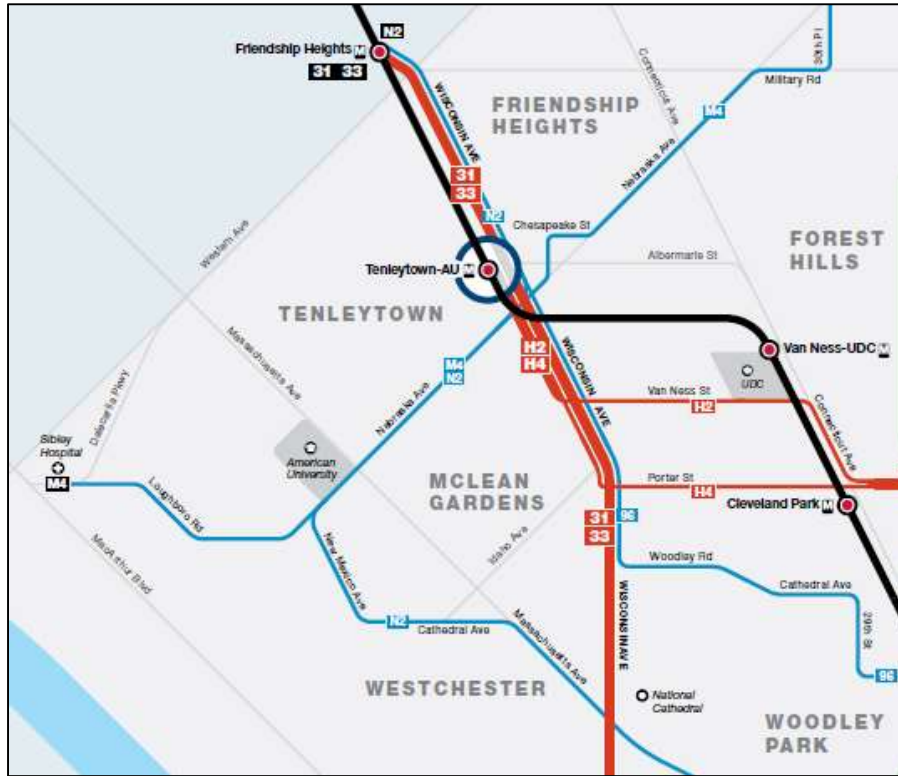 N2
Friendship Heights M
31 33
WISCONSIN AVE
FRIENDSHIP
HEIGHTS
Connecticut Ave
30th Pl
Military Rd
M4
Nebraska Ave
31
33
N2
Chesapeake St
Western Ave
Albermarle St
FOREST
HILLS
Tenleytown-AU M
TENLEYTOWN
Massachusetts Ave
H2
H4
WISCONSIN AVE
Van Ness-UDC M
UDC
M4
N2
Nebraska Ave
Van Ness St
H2
Dalecarlia Pkwy
Connecticut Ave
Sibley
Hospital
M4
American
University
Loughboro Rd
MCLEAN
GARDENS
Porter St
H4
Cleveland Park M
31
33
96
Idaho Ave
MacArthur Blvd
New Mexico Ave
Woodley Rd
Cathedral Ave
WISCONSIN AVE
29th St
N2
Cathedral Ave
Massachusetts Ave
96
WESTCHESTER
National
Cathedral
WOODLEY
PARK